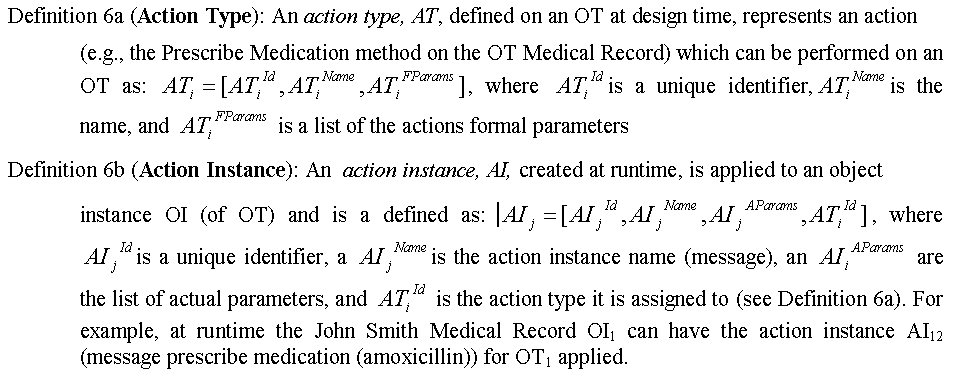 Definition 6a (Action Type): An action type, AT, defined on an OT at design time, represents an action
(e.g., the Prescribe Medication method on the OT Medical Record) which can be performed on an
OT as: AT_i = [AT_i^Id, AT_i^Name, AT_i^FParams], where AT_i^Id is a unique identifier, AT_i^Name is the
name, and AT_i^FParams is a list of the actions formal parameters
Definition 6b (Action Instance): An action instance, AI, created at runtime, is applied to an object
instance OI (of OT) and is a defined as: |AI_j = [AI_j^Id, AI_j^Name, AI_j^AParams, AT_i^Id], where
AI_j^Id is a unique identifier, a AI_j^Name is the action instance name (message), an AI_i^AParams are
the list of actual parameters, and AT_i^Id is the action type it is assigned to (see Definition 6a). For
example, at runtime the John Smith Medical Record OI₁ can have the action instance AI₁₂
(message prescribe medication (amoxicillin)) for OT₁ applied.